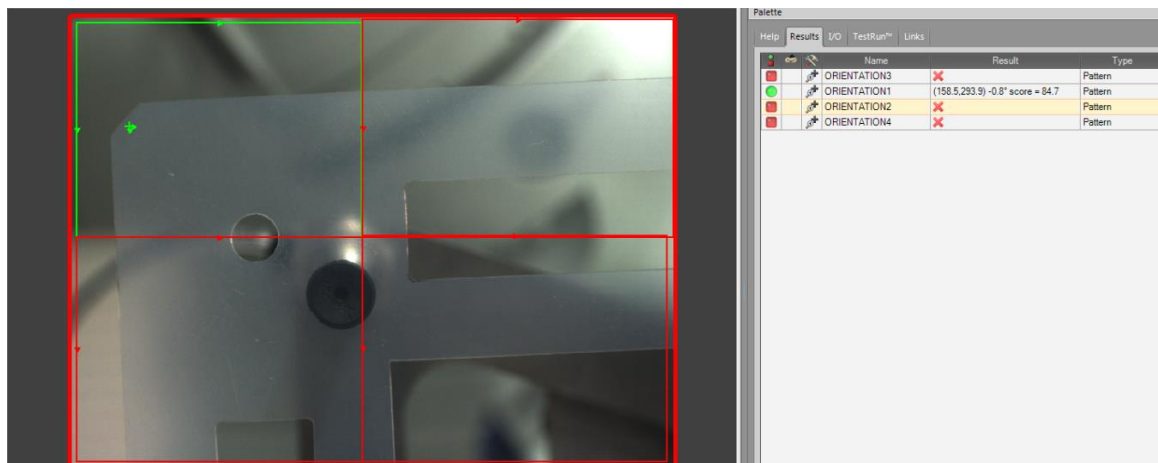 Palette
Help Results I/O TestRun™ Links
Name Result Type
ORIENTATION3 Pattern
ORIENTATION1 (158.5,293.9) -0.8° score = 84.7 Pattern
ORIENTATION2 Pattern
ORIENTATION4 Pattern